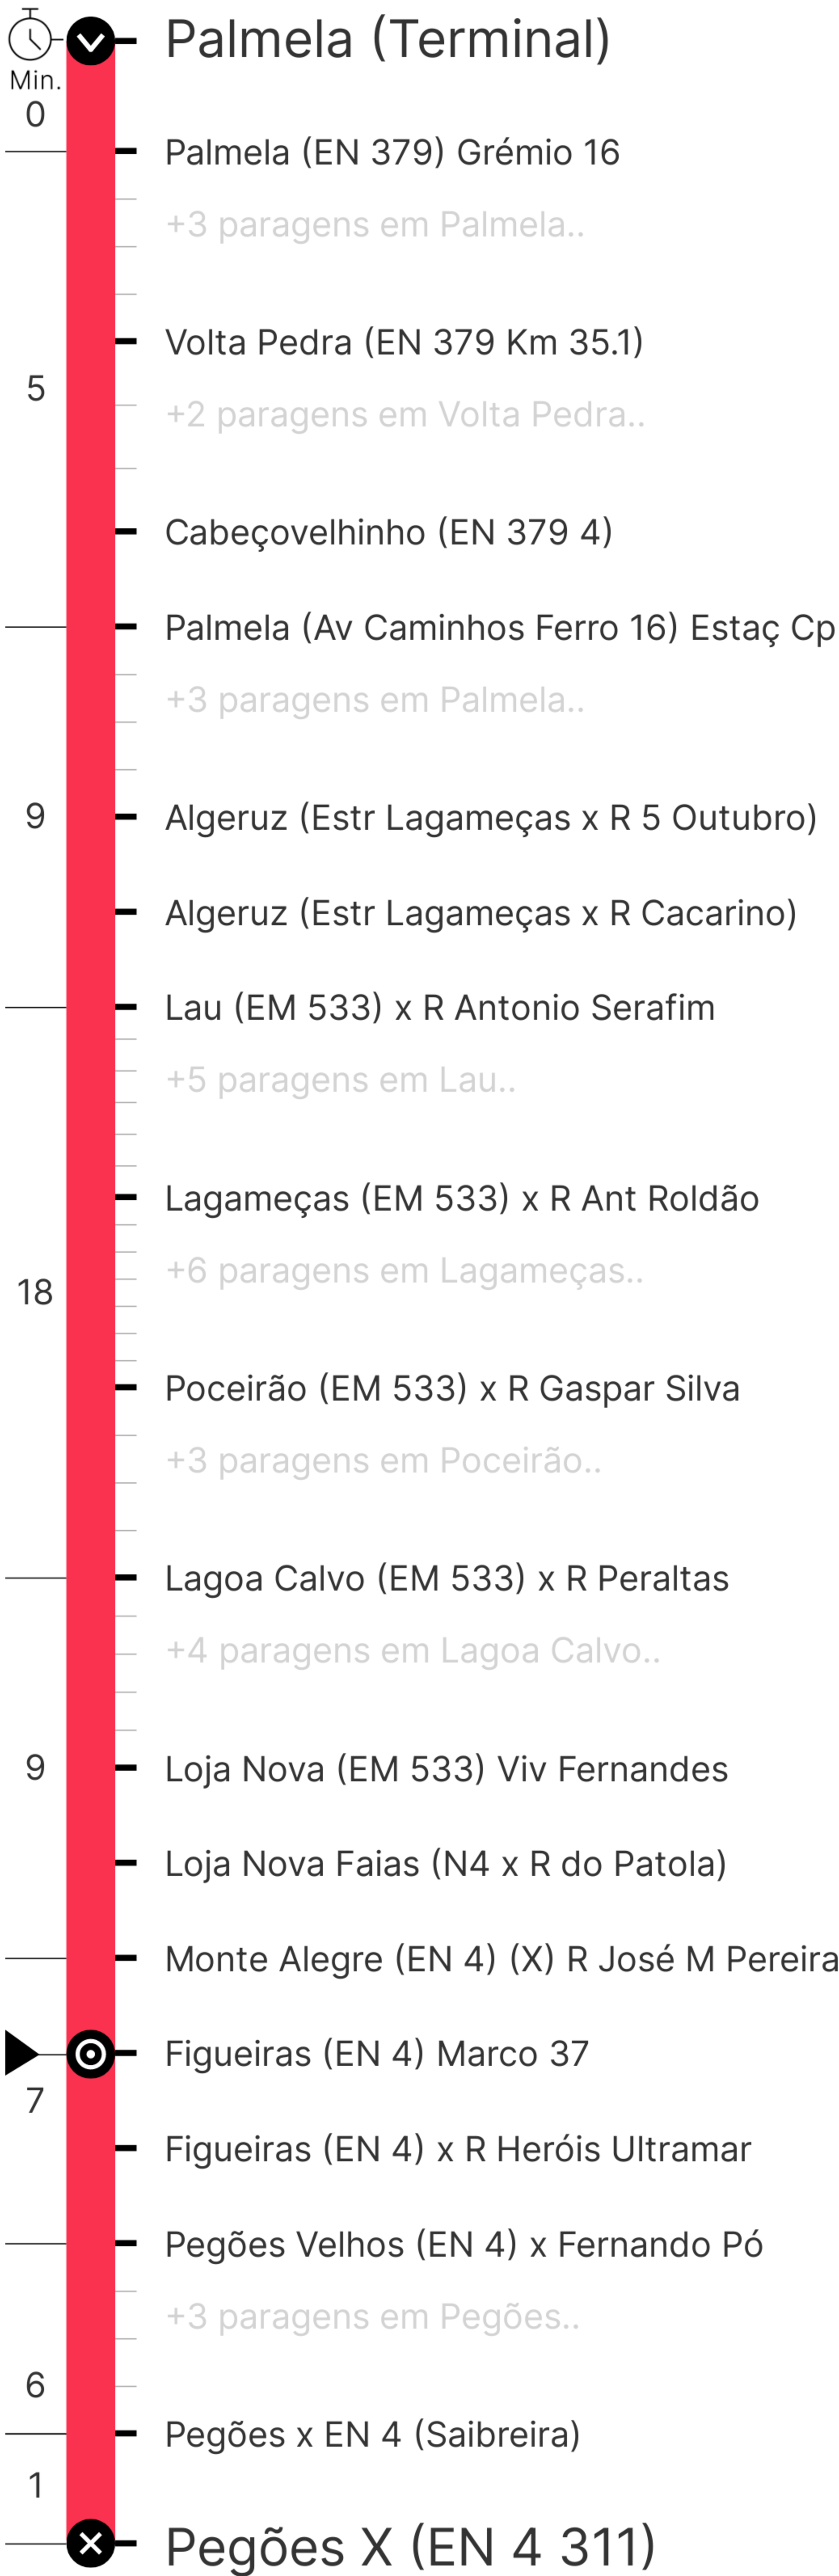 Palmela (Terminal)
Min.
0
Palmela (EN 379) Grémio 16
+3 paragens em Palmela..
Volta Pedra (EN 379 Km 35.1)
5
+2 paragens em Volta Pedra..
Cabeçovelhinho (EN 379 4)
Palmela (Av Caminhos Ferro 16) Estaç Cp
+3 paragens em Palmela..
9
Algeruz (Estr Lagameças x R 5 Outubro)
Algeruz (Estr Lagameças x R Cacarino)
Lau (EM 533) x R Antonio Serafim
+5 paragens em Lau..
Lagameças (EM 533) x R Ant Roldão
+6 paragens em Lagameças..
18
Poceirão (EM 533) x R Gaspar Silva
+3 paragens em Poceirão..
Lagoa Calvo (EM 533) x R Peraltas
+4 paragens em Lagoa Calvo..
9
Loja Nova (EM 533) Viv Fernandes
Loja Nova Faias (N4 x R do Patola)
Monte Alegre (EN 4) (X) R José M Pereira
Figueiras (EN 4) Marco 37
7
Figueiras (EN 4) x R Heróis Ultramar
Pegões Velhos (EN 4) x Fernando Pó
+3 paragens em Pegões..
6
Pegões x EN 4 (Saibreira)
1
Pegões X (EN 4 311)